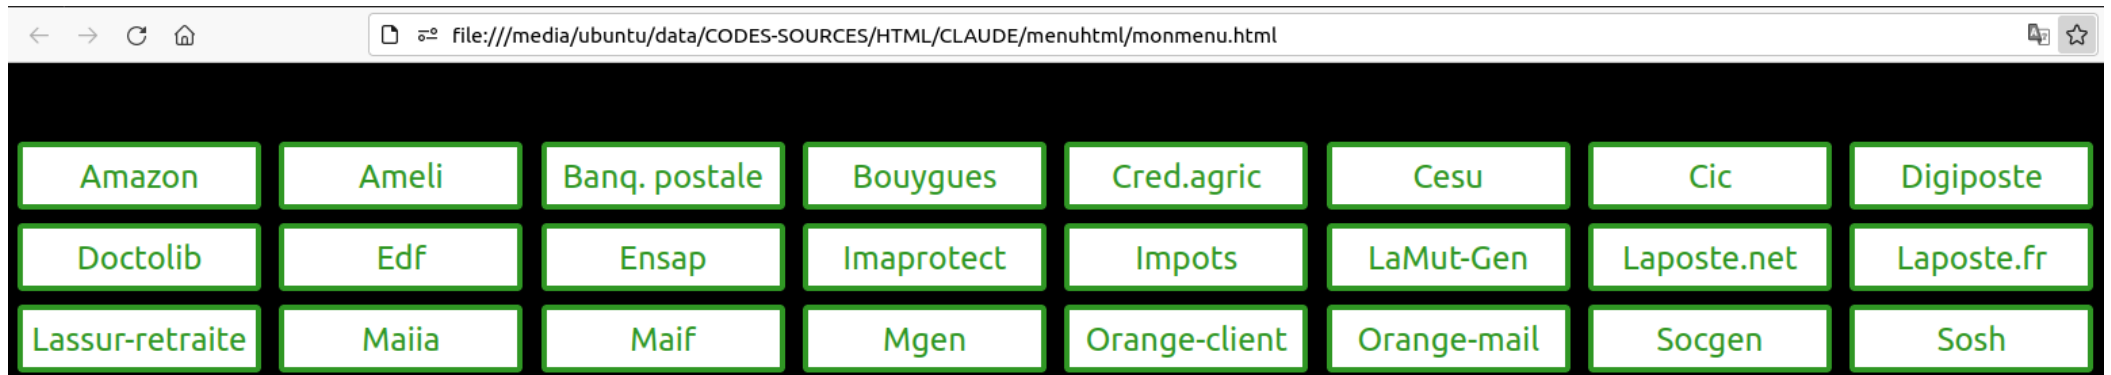 file:///media/ubuntu/data/CODES-SOURCES/HTML/CLAUDE/menuhtml/monmenu.html
Amazon Ameli Banq. postale Bouygues Cred.agric Cesu Cic Digiposte
Doctolib Edf Ensap Imaprotect Impots LaMut-Gen Laposte.net Laposte.fr
Lassur-retraite Maiia Maif Mgen Orange-client Orange-mail Socgen Sosh